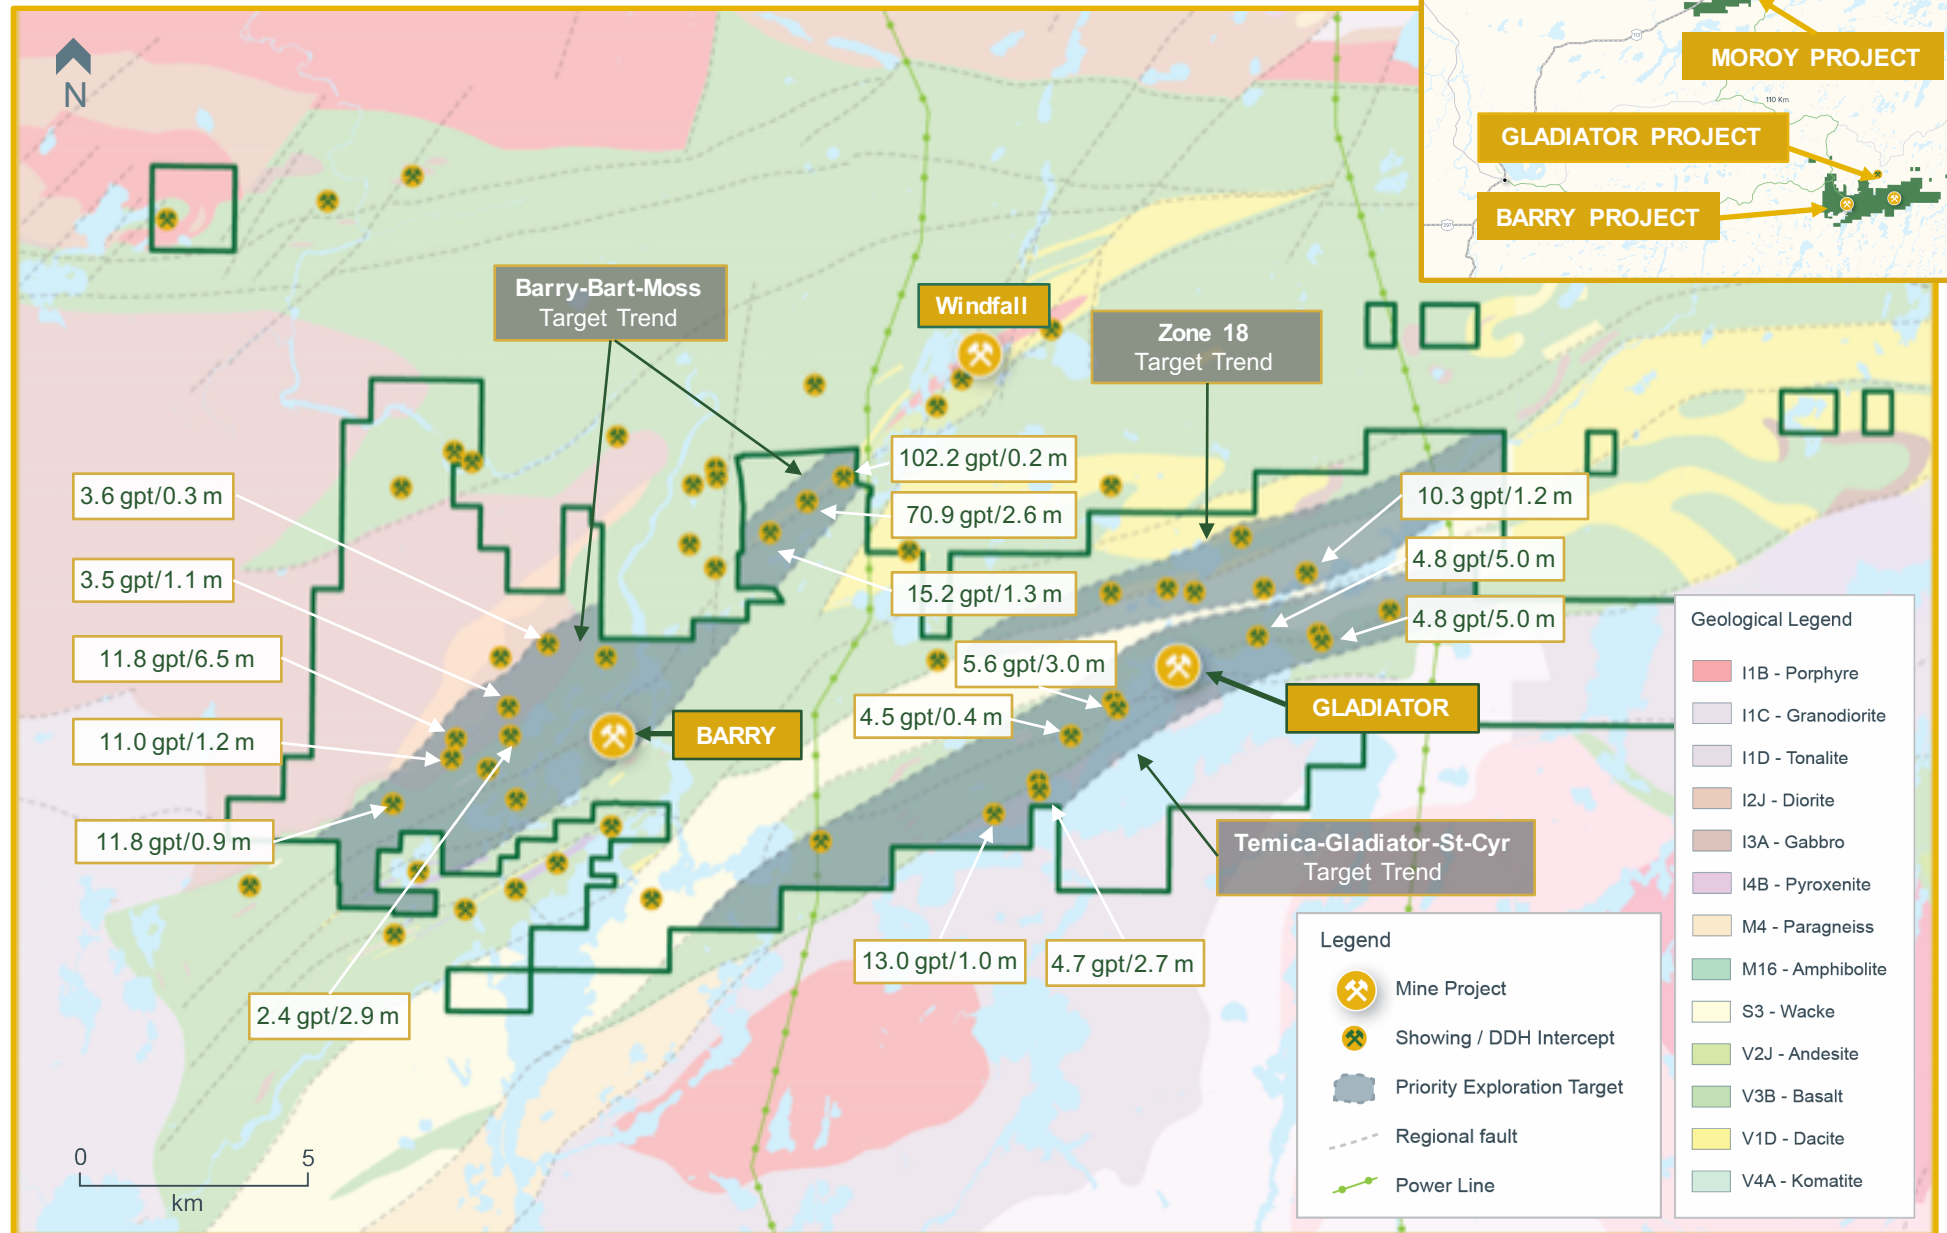 N
MOROY PROJECT
110 Km
GLADIATOR PROJECT
BARRY PROJECT
Barry-Bart-Moss
Target Trend
Windfall
Zone 18
Target Trend
102.2 gpt/0.2 m
70.9 gpt/2.6 m
15.2 gpt/1.3 m
3.6 gpt/0.3 m
3.5 gpt/1.1 m
11.8 gpt/6.5 m
11.0 gpt/1.2 m
11.8 gpt/0.9 m
2.4 gpt/2.9 m
BARRY
10.3 gpt/1.2 m
4.8 gpt/5.0 m
4.8 gpt/5.0 m
5.6 gpt/3.0 m
4.5 gpt/0.4 m
GLADIATOR
Temica-Gladiator-St-Cyr
Target Trend
13.0 gpt/1.0 m
4.7 gpt/2.7 m
0 5
km
Legend
Mine Project
Showing / DDH Intercept
Priority Exploration Target
Regional fault
Power Line
Geological Legend
I1B - Porphyre
I1C - Granodiorite
I1D - Tonalite
I2J - Diorite
I3A - Gabbro
I4B - Pyroxenite
M4 - Paragneiss
M16 - Amphibolite
S3 - Wacke
V2J - Andesite
V3B - Basalt
V1D - Dacite
V4A - Komatite